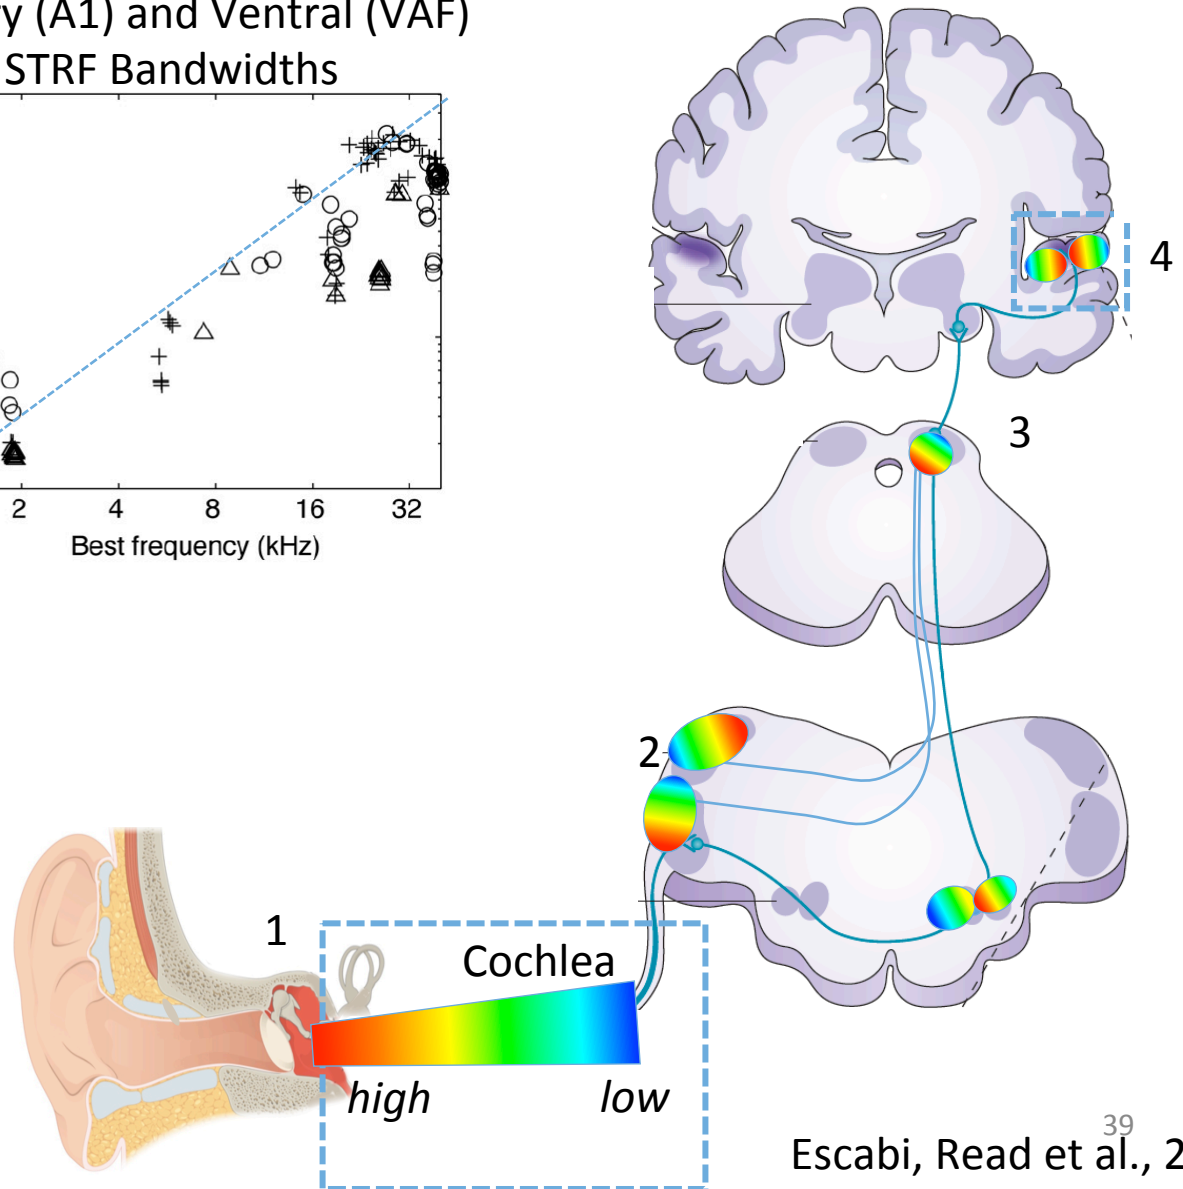 ry (A1) and Ventral (VAF)
STRF Bandwidths
2 4 8 16 32
Best frequency (kHz)
4
3
2
1
Cochlea
high low
39
Escabi, Read et al., 2